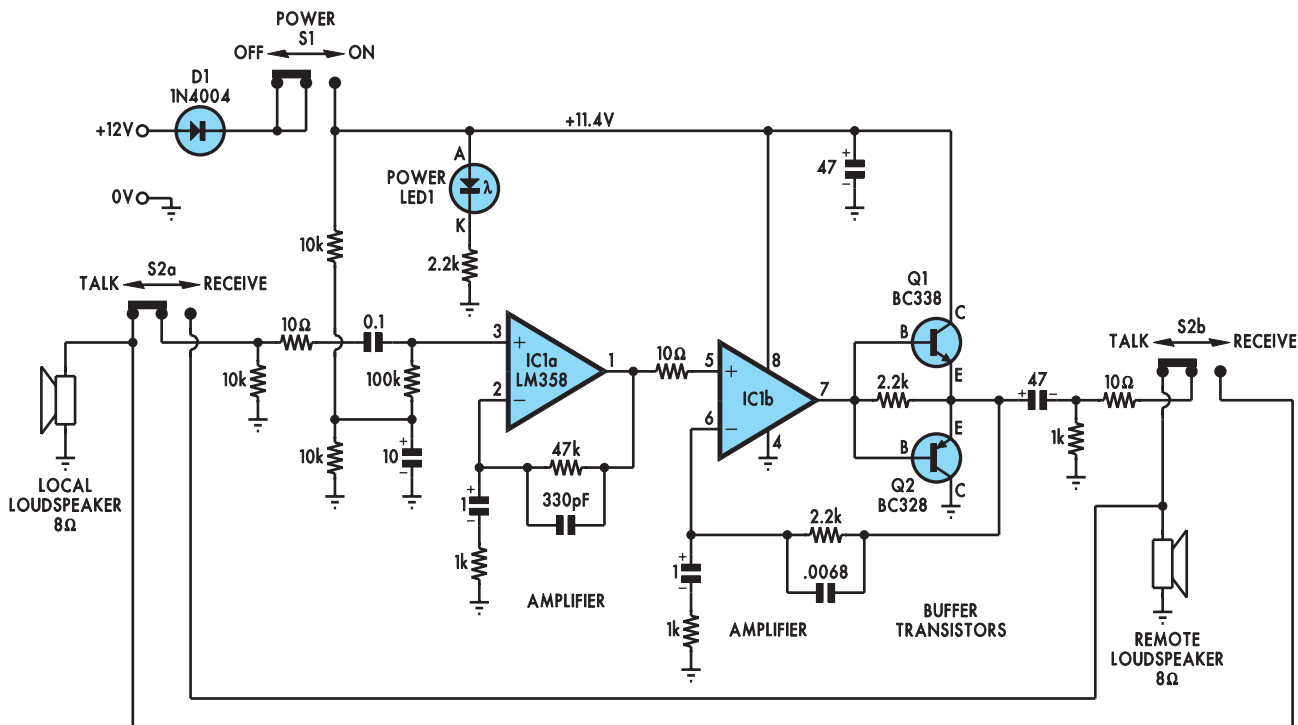 POWER
S1
OFF ON
D1
1N4004
+12V
+11.4V
0V
A
POWER
LED1
λ
K
2.2k
+
47
−
10k
S2a
TALK RECEIVE
10Ω
0.1
10k
100k
10k
+
10
−
3
+
IC1a
LM358
2
−
1
47k
330pF
+
1
−
1k
AMPLIFIER
10Ω
5
+
8
IC1b
6
−
4
7
2.2k
Q1
BC338
C
B
E
E
B
C
Q2
BC328
+
47
−
10Ω
1k
S2b
TALK RECEIVE
2.2k
.0068
+
1
−
1k
AMPLIFIER
BUFFER
TRANSISTORS
LOCAL
LOUDSPEAKER
8Ω
REMOTE
LOUDSPEAKER
8Ω